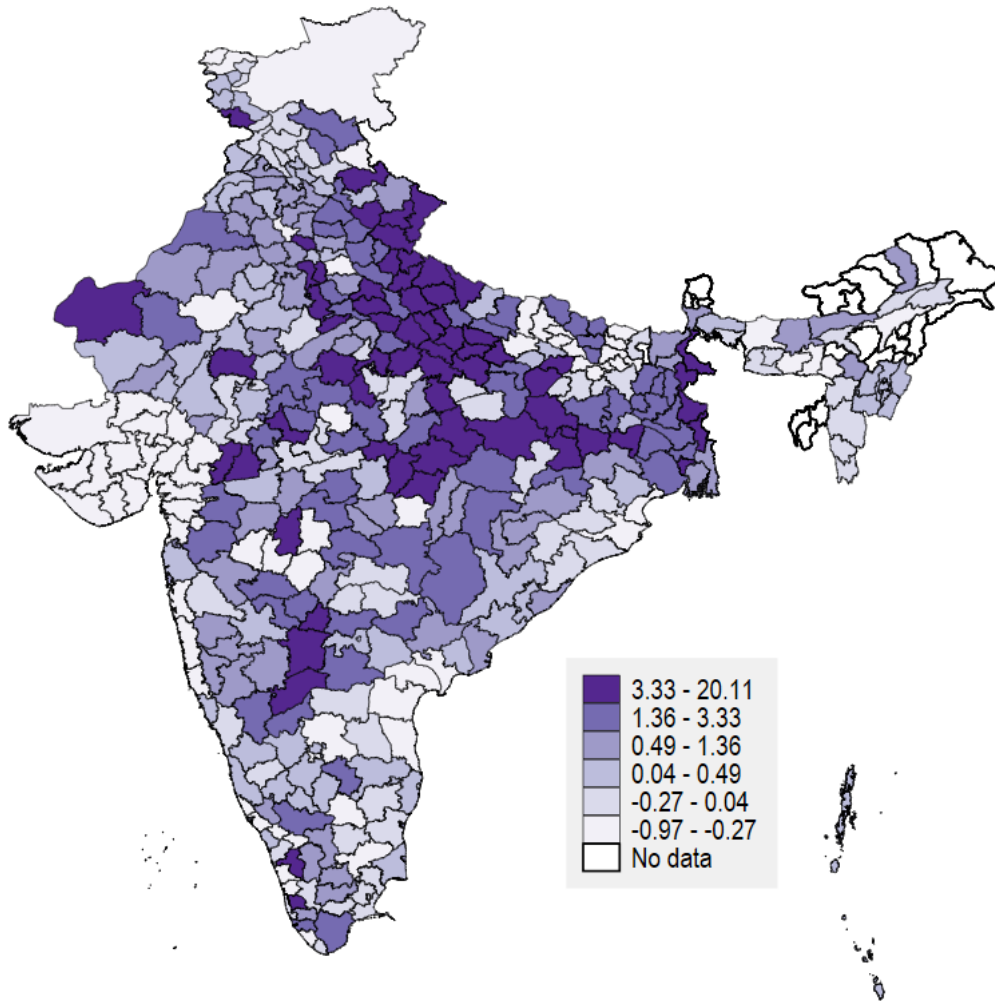 3.33 - 20.11
1.36 - 3.33
0.49 - 1.36
0.04 - 0.49
-0.27 - 0.04
-0.97 - -0.27
No data